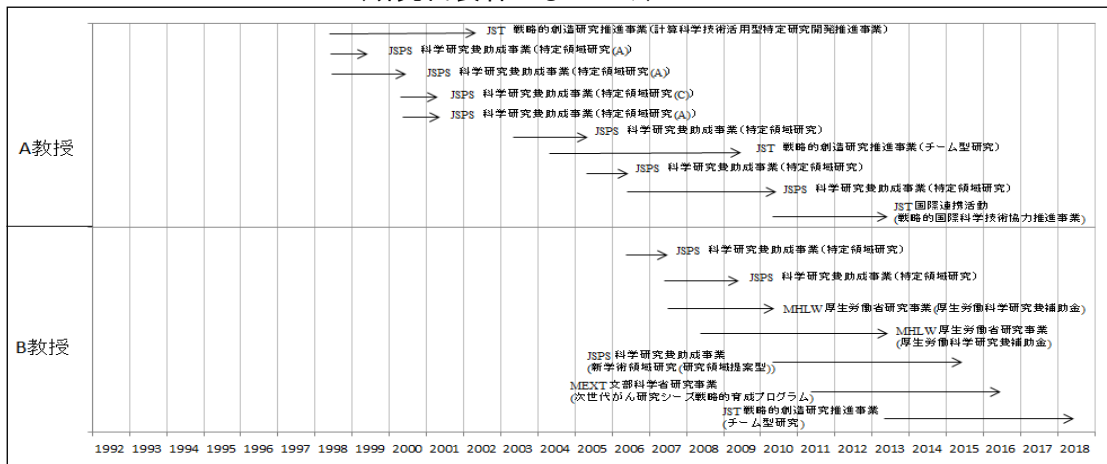 JST 戦略的創造研究推進事業(計算科学技術活用型特定研究開発推進事業)
JSPS 科学研究費助成事業(特定領域研究(A))
JSPS 科学研究費助成事業(特定領域研究(A))
JSPS 科学研究費助成事業(特定領域研究(C))
JSPS 科学研究費助成事業(特定領域研究(A))
JSPS 科学研究費助成事業(特定領域研究)
A教授
JST 戦略的創造研究推進事業(チーム型研究)
JSPS 科学研究費助成事業(特定領域研究)
JSPS 科学研究費助成事業(特定領域研究)
JST国際連携活動
(戦略的国際科学技術協力推進事業)
JSPS 科学研究費助成事業(特定領域研究)
JSPS 科学研究費助成事業(特定領域研究)
MHLW厚生労働省研究事業(厚生労働科学研究費補助金)
MHLW厚生労働省研究事業
(厚生労働科学研究費補助金)
B教授
JSPS 科学研究費助成事業
(新学術領域研究(研究領域提案型))
MEXT文部科学省研究事業
(次世代がん研究シーズ戦略的育成プログラム)
JST戦略的創造研究推進事業
(チーム型研究)
1992 1993 1994 1995 1996 1997 1998 1999 2000 2001 2002 2003 2004 2005 2006 2007 2008 2009 2010 2011 2012 2013 2014 2015 2016 2017 2018